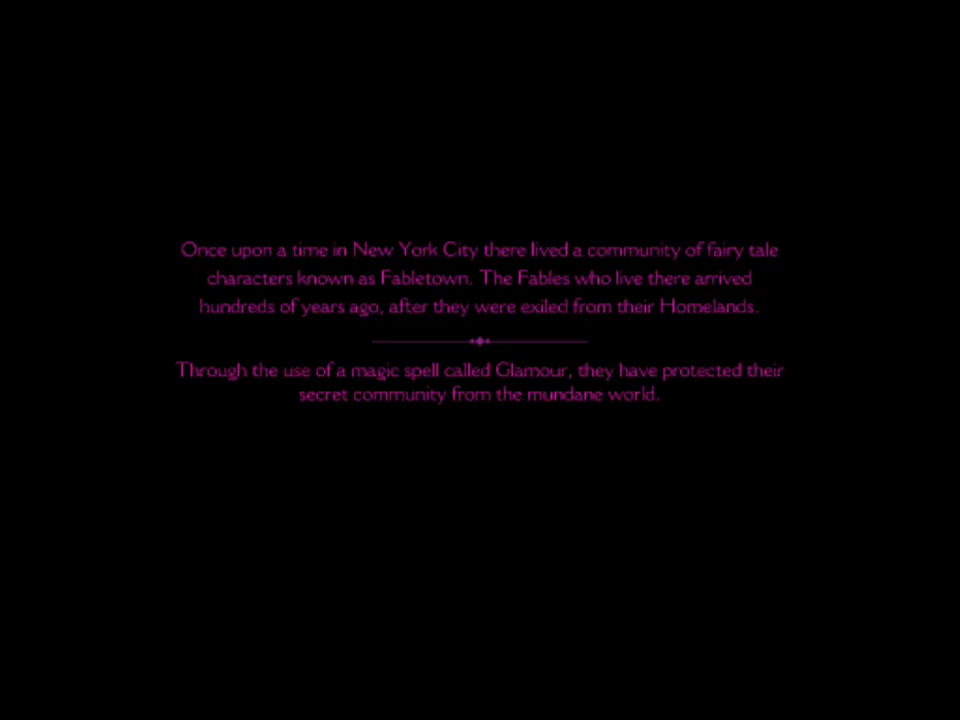 Once upon a time in New York City there lived a community of fairy tale
characters known as Fabletown. The Fables who live there arrived
hundreds of years ago, after they were exiled from their Homelands.
Through the use of a magic spell called Glamour, they have protected their
secret community from the mundane world.